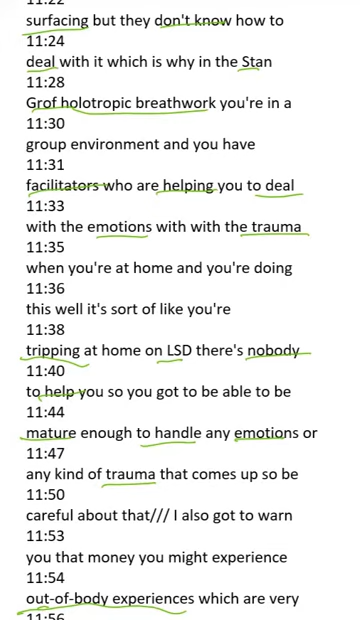 11:22
surfacing but they don't know how to
11:24
deal with it which is why in the Stan
11:28
Grof holotropic breathwork you're in a
11:30
group environment and you have
11:31
facilitators who are helping you to deal
11:33
with the emotions with with the trauma
11:35
when you're at home and you're doing
11:36
this well it's sort of like you're
11:38
tripping at home on LSD there's nobody
11:40
to help you so you got to be able to be
11:44
mature enough to handle any emotions or
11:47
any kind of trauma that comes up so be
11:50
careful about that/// I also got to warn
11:53
you that money you might experience
11:54
out-of-body experiences which are very
11:56